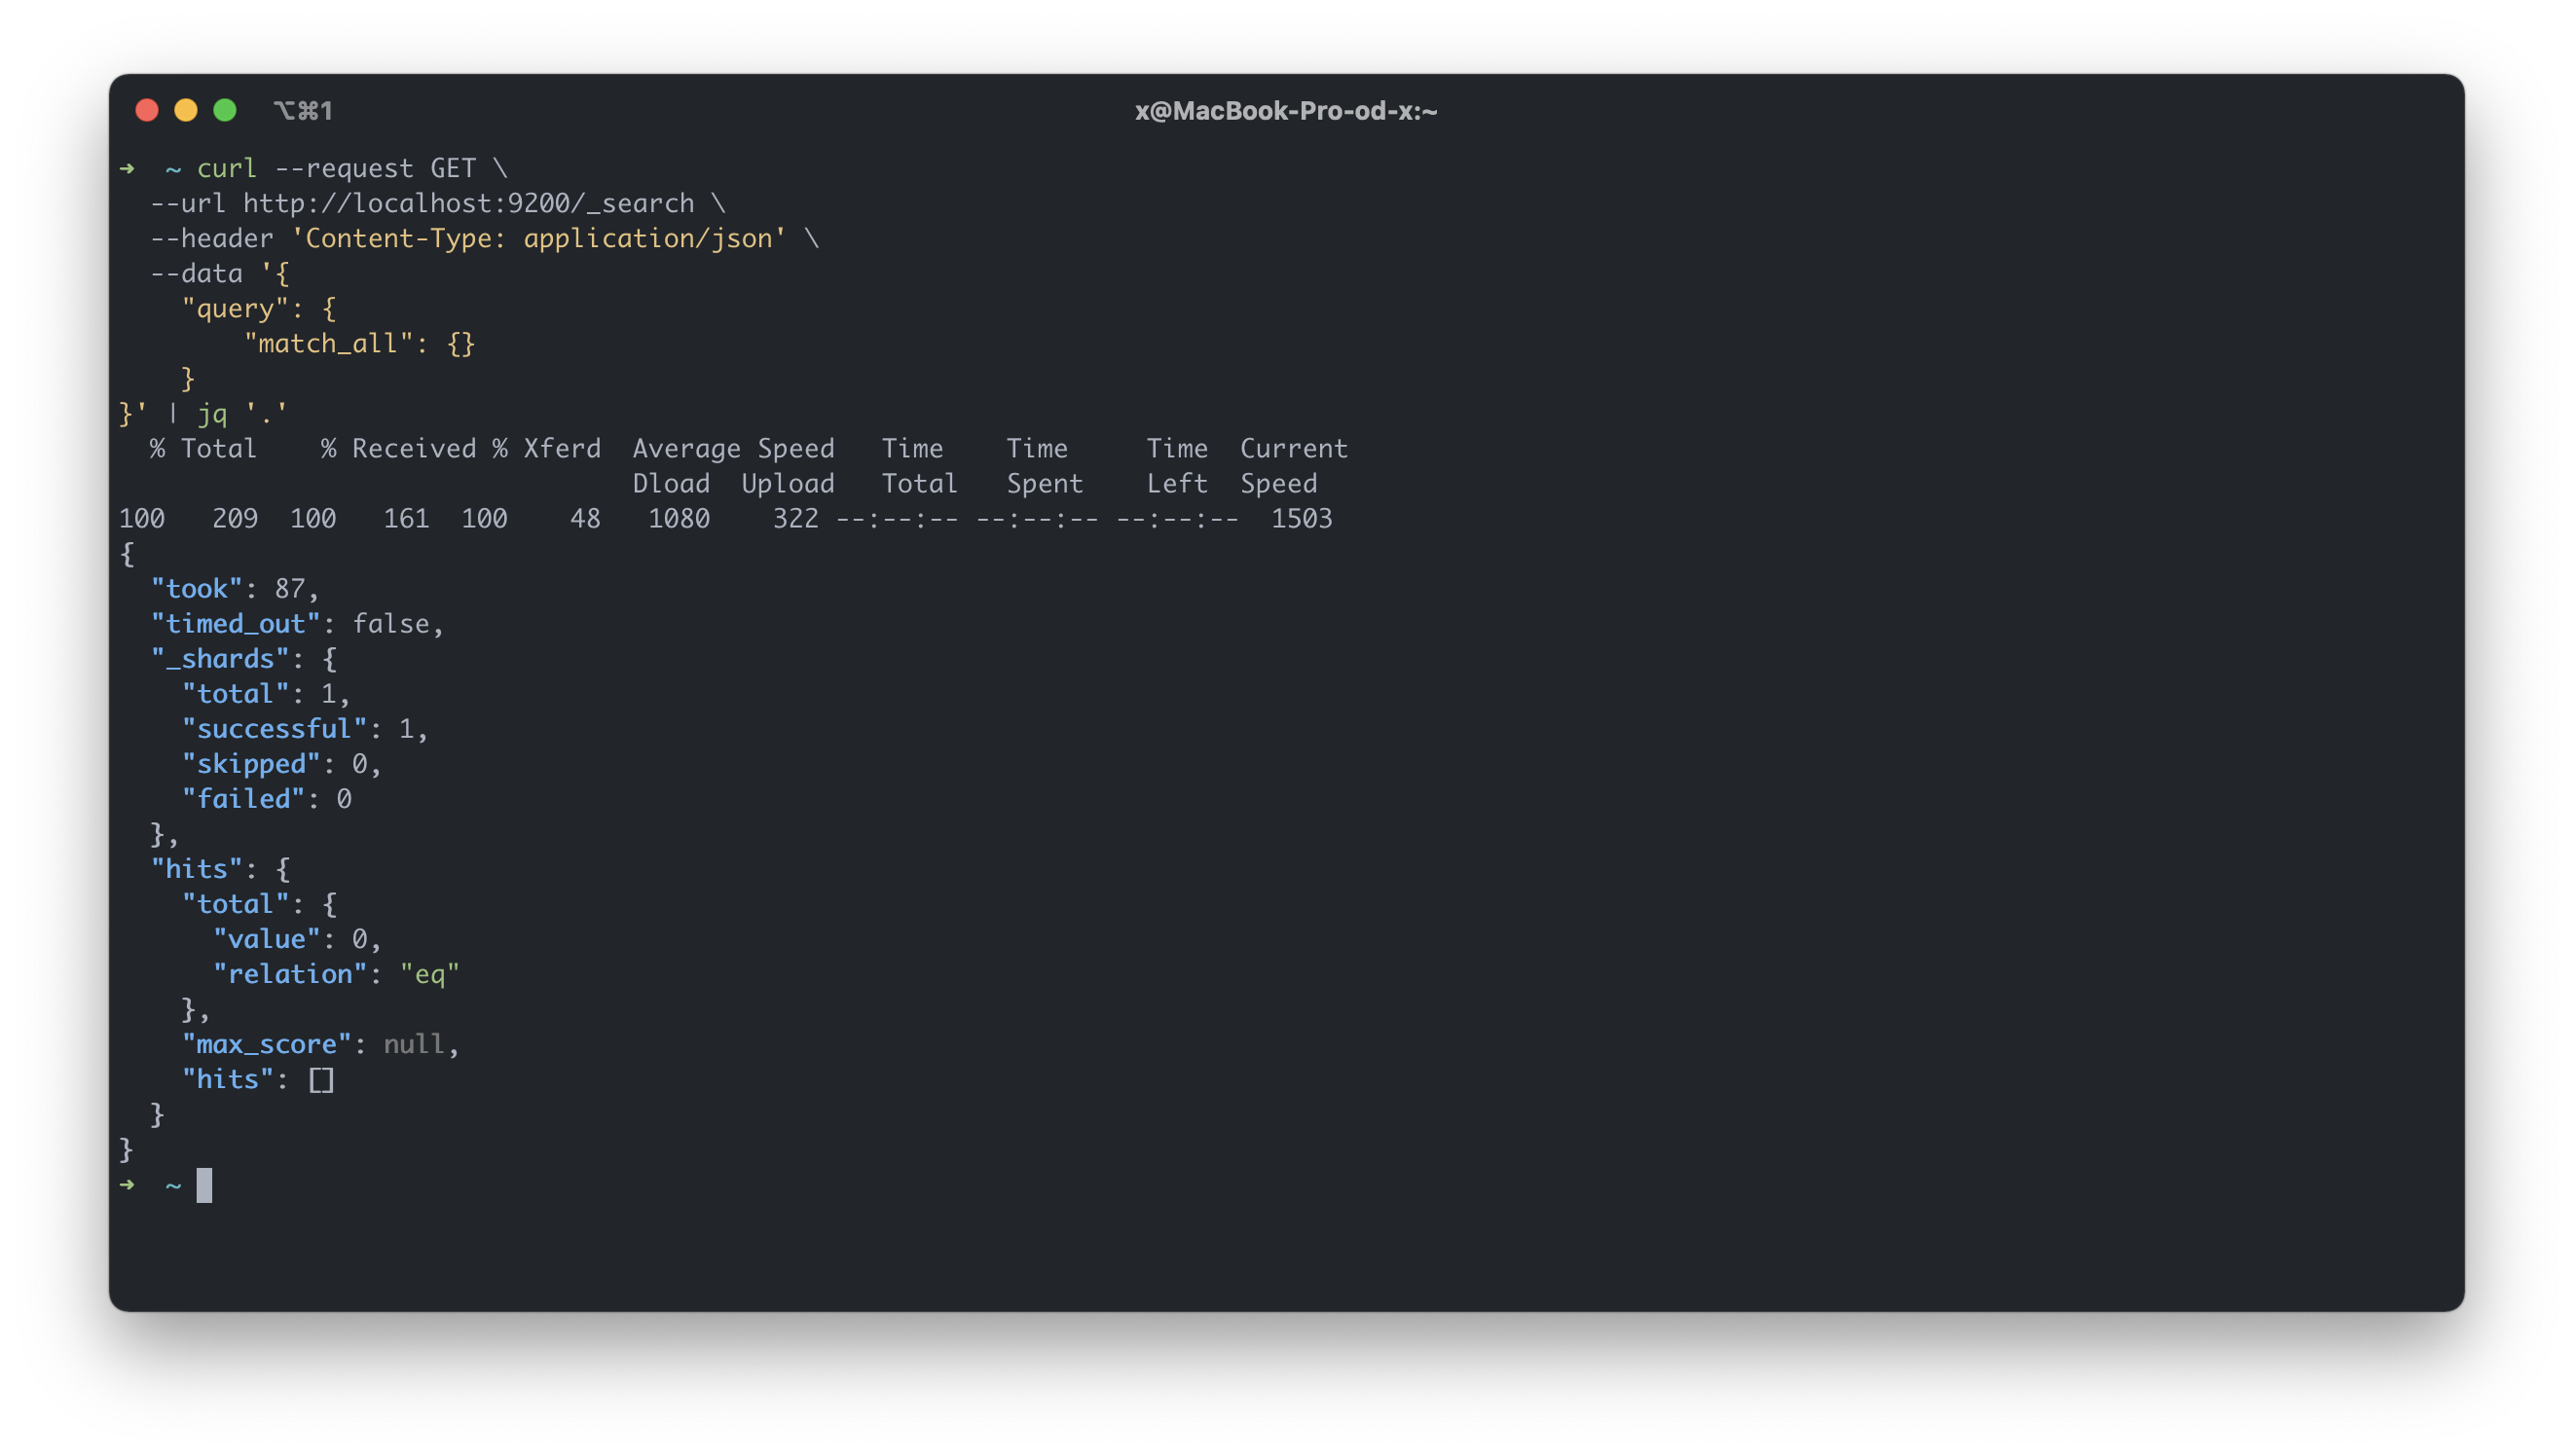 ⌥⌘1 x@MacBook-Pro-od-x:~
➜  ~ curl --request GET \
  --url http://localhost:9200/_search \
  --header 'Content-Type: application/json' \
  --data '{
    "query": {
        "match_all": {}
    }
}' | jq '.'
  % Total    % Received % Xferd  Average Speed   Time    Time     Time  Current
                                 Dload  Upload   Total   Spent    Left  Speed
100   209  100   161  100    48   1080    322 --:--:-- --:--:-- --:--:--  1503
{
  "took": 87,
  "timed_out": false,
  "_shards": {
    "total": 1,
    "successful": 1,
    "skipped": 0,
    "failed": 0
  },
  "hits": {
    "total": {
      "value": 0,
      "relation": "eq"
    },
    "max_score": null,
    "hits": []
  }
}
➜  ~